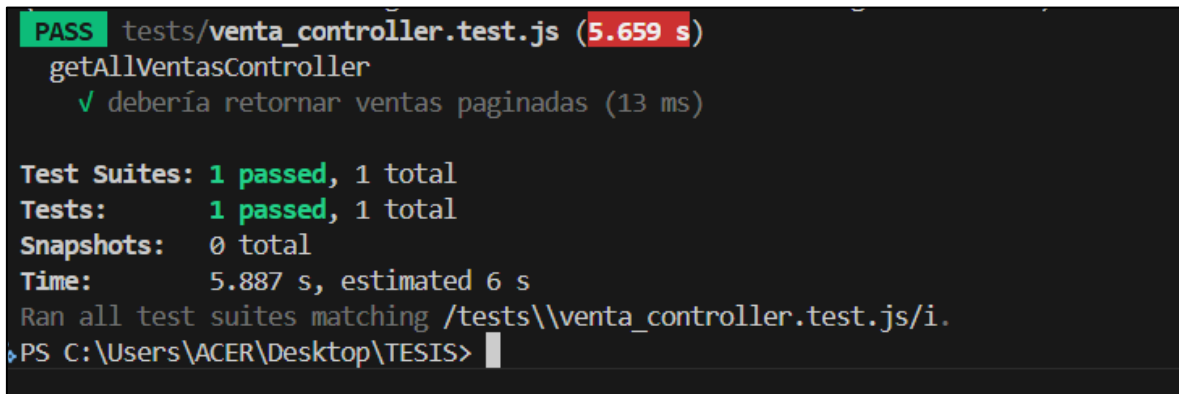 PASS tests/venta_controller.test.js (5.659 s)
getAllVentasController
√ debería retornar ventas paginadas (13 ms)
Test Suites: 1 passed, 1 total
Tests: 1 passed, 1 total
Snapshots: 0 total
Time: 5.887 s, estimated 6 s
Ran all test suites matching /tests\\venta_controller.test.js/i.
PS C:\Users\ACER\Desktop\TESIS>